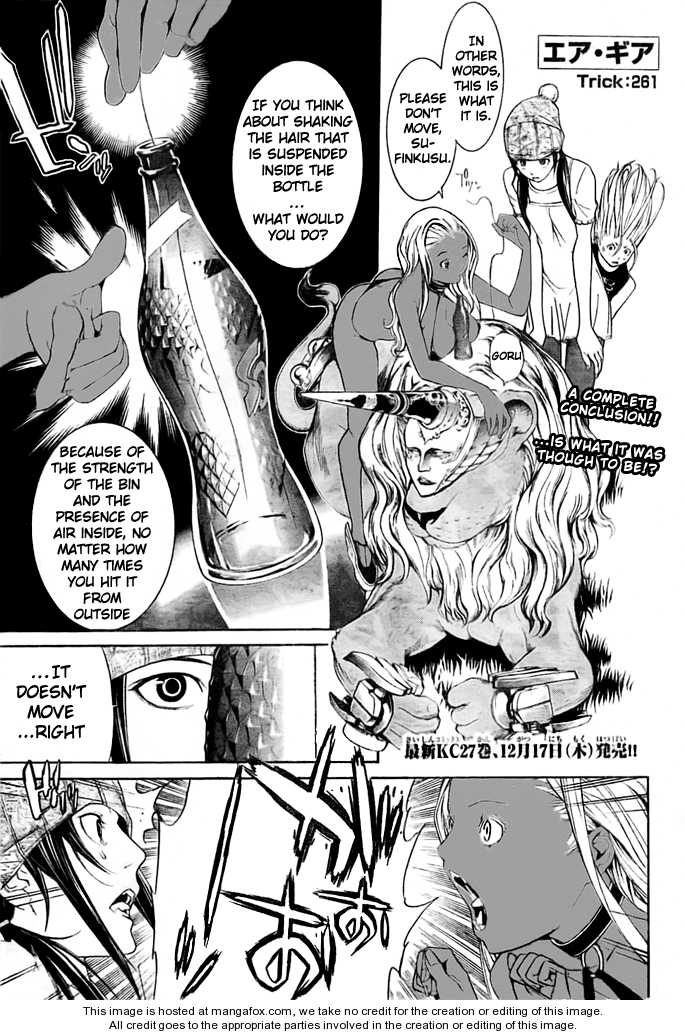 エア・ギア
Trick:261
IN
OTHER
WORDS,
THIS IS
WHAT
IT IS.
PLEASE
DON'T
MOVE,
SU-
FINKUSU.
プツン
IF YOU THINK
ABOUT SHAKING
THE HAIR THAT
IS SUSPENDED
INSIDE THE
BOTTLE
...
WHAT WOULD
YOU DO?
GORU
A COMPLETE
CONCLUSION!!
...IS WHAT IT WAS
THOUGH TO BE!?
BECAUSE OF
THE STRENGTH
OF THE BIN
AND THE
PRESENCE OF
AIR INSIDE, NO
MATTER HOW
MANY TIMES
YOU HIT IT
FROM
OUTSIDE
最新KC27巻、12月17日(木)発売!!
...IT
DOESN'T
MOVE
...RIGHT
This image is hosted at mangafox.com, we take no credit for the creation or editing of this image.
All credit goes to the appropriate parties involved in the creation or editing of this image.